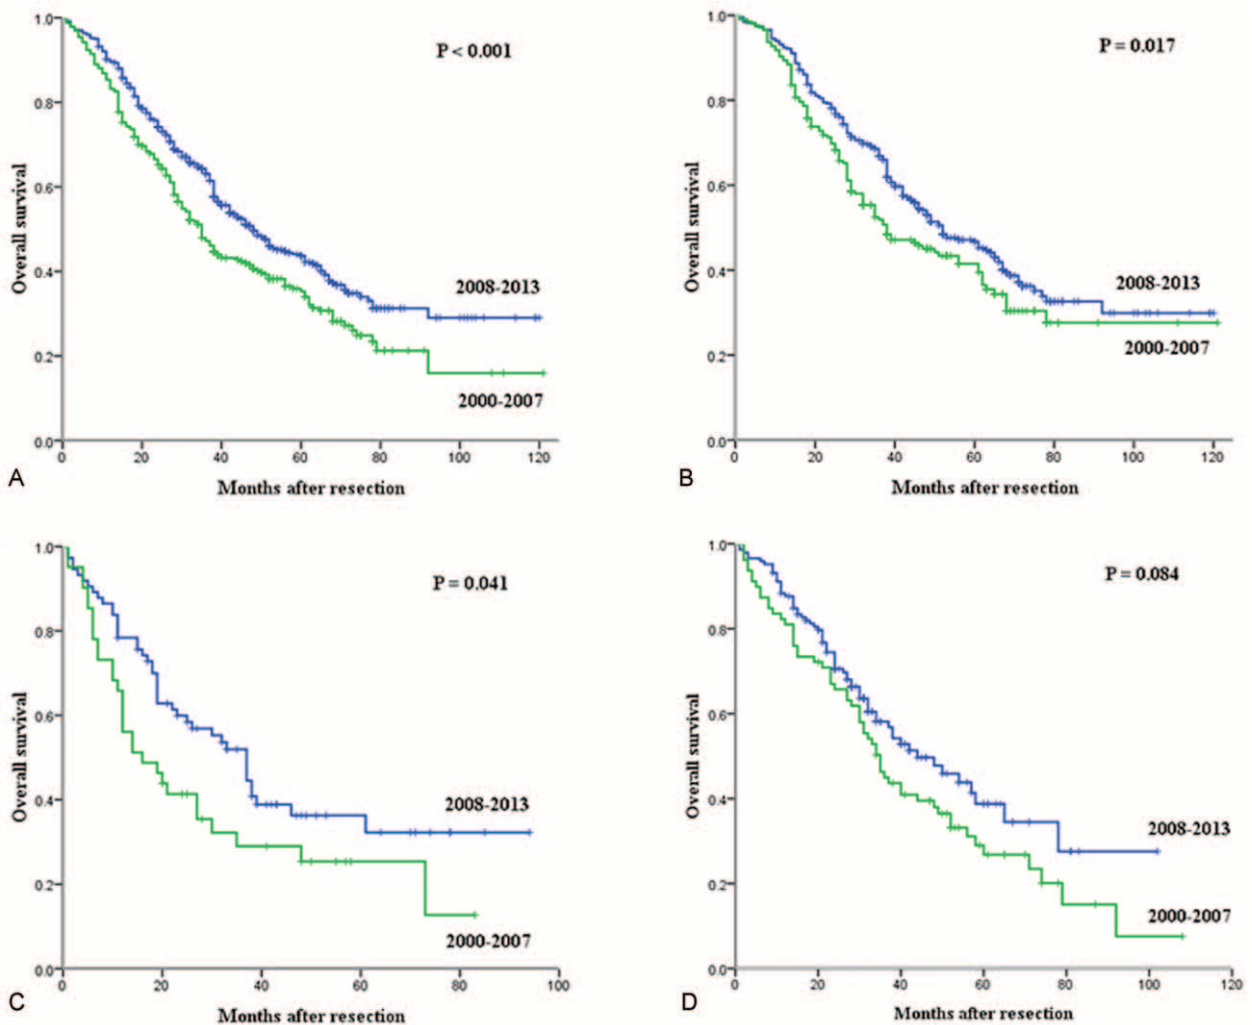 P < 0.001
Overall survival
1.0
0.8
0.6
0.4
0.2
0.0
2008-2013
2000-2007
0 20 40 60 80 100 120
Months after resection
A
P = 0.017
Overall survival
1.0
0.8
0.6
0.4
0.2
0.0
2008-2013
2000-2007
0 20 40 60 80 100 120
Months after resection
B
P = 0.041
Overall survival
1.0
0.8
0.6
0.4
0.2
0.0
2008-2013
2000-2007
0 20 40 60 80 100
Months after resection
C
P = 0.084
Overall survival
1.0
0.8
0.6
0.4
0.2
0.0
2008-2013
2000-2007
0 20 40 60 80 100 120
Months after resection
D